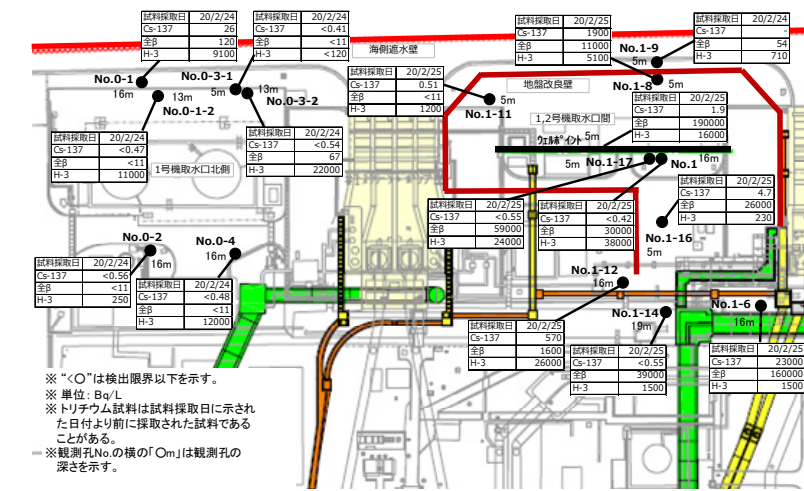 試料採取日 20/2/24
Cs-137 26
全β 120
H-3 9100
試料採取日 20/2/24
Cs-137 <0.41
全β <11
H-3 <120
海側遮水壁
試料採取日 20/2/25
Cs-137 1900
全β 11000
H-3 5100
試料採取日 20/2/24
Cs-137 -
全β 54
H-3 710
No.1-9
5m
No.1-8
5m
No.0-1
16m
No.0-3-1
5m
13m
No.0-3-2
13m
No.0-1-2
試料採取日 20/2/25
Cs-137 0.51
全β <11
H-3 1200
5m
No.1-11
地盤改良壁
試料採取日 20/2/25
Cs-137 1.9
全β 190000
H-3 16000
1,2号機取水口間
ウェルポイント
5m
試料採取日 20/2/24
Cs-137 <0.47
全β <11
H-3 11000
1号機取水口北側
試料採取日 20/2/24
Cs-137 <0.54
全β 67
H-3 22000
5m
No.1-17
No.1
16m
試料採取日 20/2/25
Cs-137 4.7
全β 26000
H-3 230
試料採取日 20/2/25
Cs-137 <0.55
全β 59000
H-3 24000
試料採取日 20/2/25
Cs-137 <0.42
全β 30000
H-3 38000
No.1-16
5m
No.0-2
16m
No.0-4
16m
試料採取日 20/2/24
Cs-137 <0.56
全β <11
H-3 250
試料採取日 20/2/24
Cs-137 <0.48
全β <11
H-3 12000
No.1-12
16m
No.1-14
19m
No.1-6
16m
試料採取日 20/2/25
Cs-137 570
全β 1600
H-3 26000
試料採取日 20/2/25
Cs-137 <0.55
全β 39000
H-3 1500
試料採取日 20/2/25
Cs-137 23000
全β 160000
H-3 1500
※ “<〇”は検出限界以下を示す。
※ 単位: Bq/L
※ トリチウム試料は試料採取日に示され
た日付より前に採取された試料である
ことがある。
※観測孔No.の横の「〇m」は観測孔の
深さを示す。